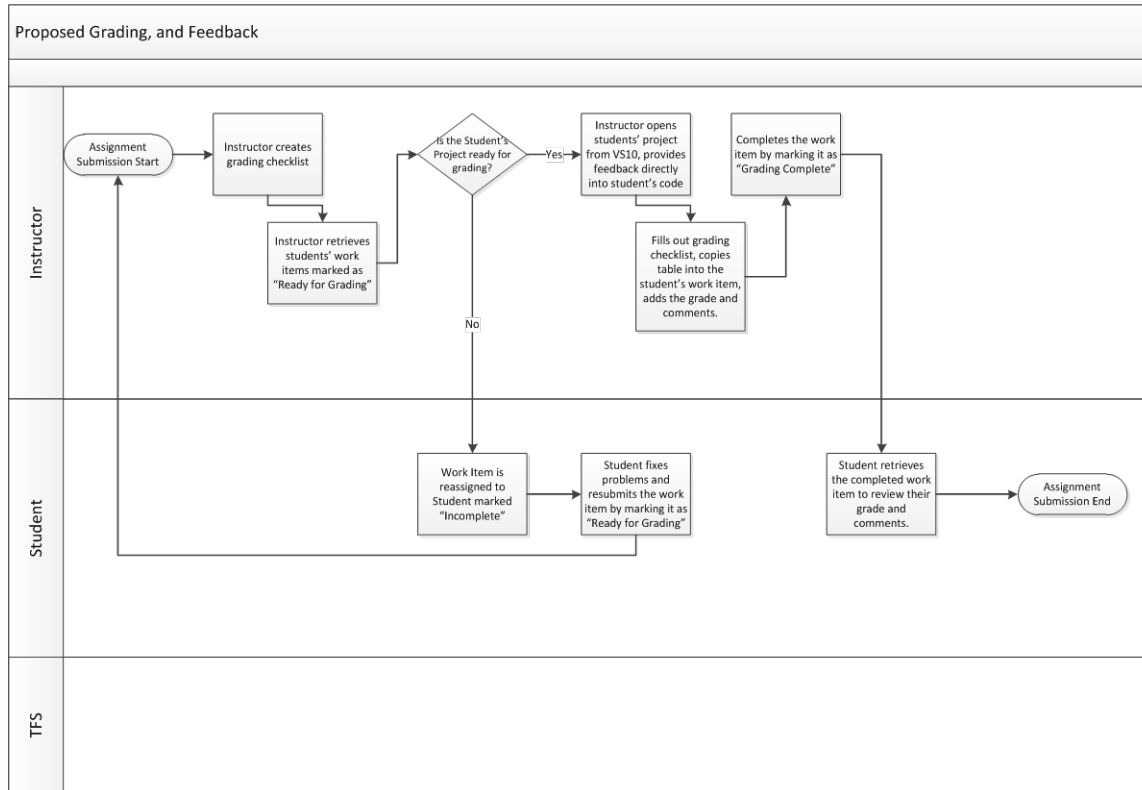 Proposed Grading, and Feedback
Instructor
Assignment
Submission Start
Instructor creates
grading checklist
Instructor retrieves
students' work
items marked as
"Ready for Grading"
Is the Student's
Project ready for
grading?
Yes
Instructor opens
students' project
from VS10, provides
feedback directly
into student's code
Fills out grading
checklist, copies
table into the
student's work item,
adds the grade and
comments.
Completes the work
item by marking it as
"Grading Complete"
No
Student
Work Item is
reassigned to
Student marked
"Incomplete"
Student fixes
problems and
resubmits the work
item by marking it as
"Ready for Grading"
Student retrieves
the completed work
item to review their
grade and
comments.
Assignment
Submission End
TFS